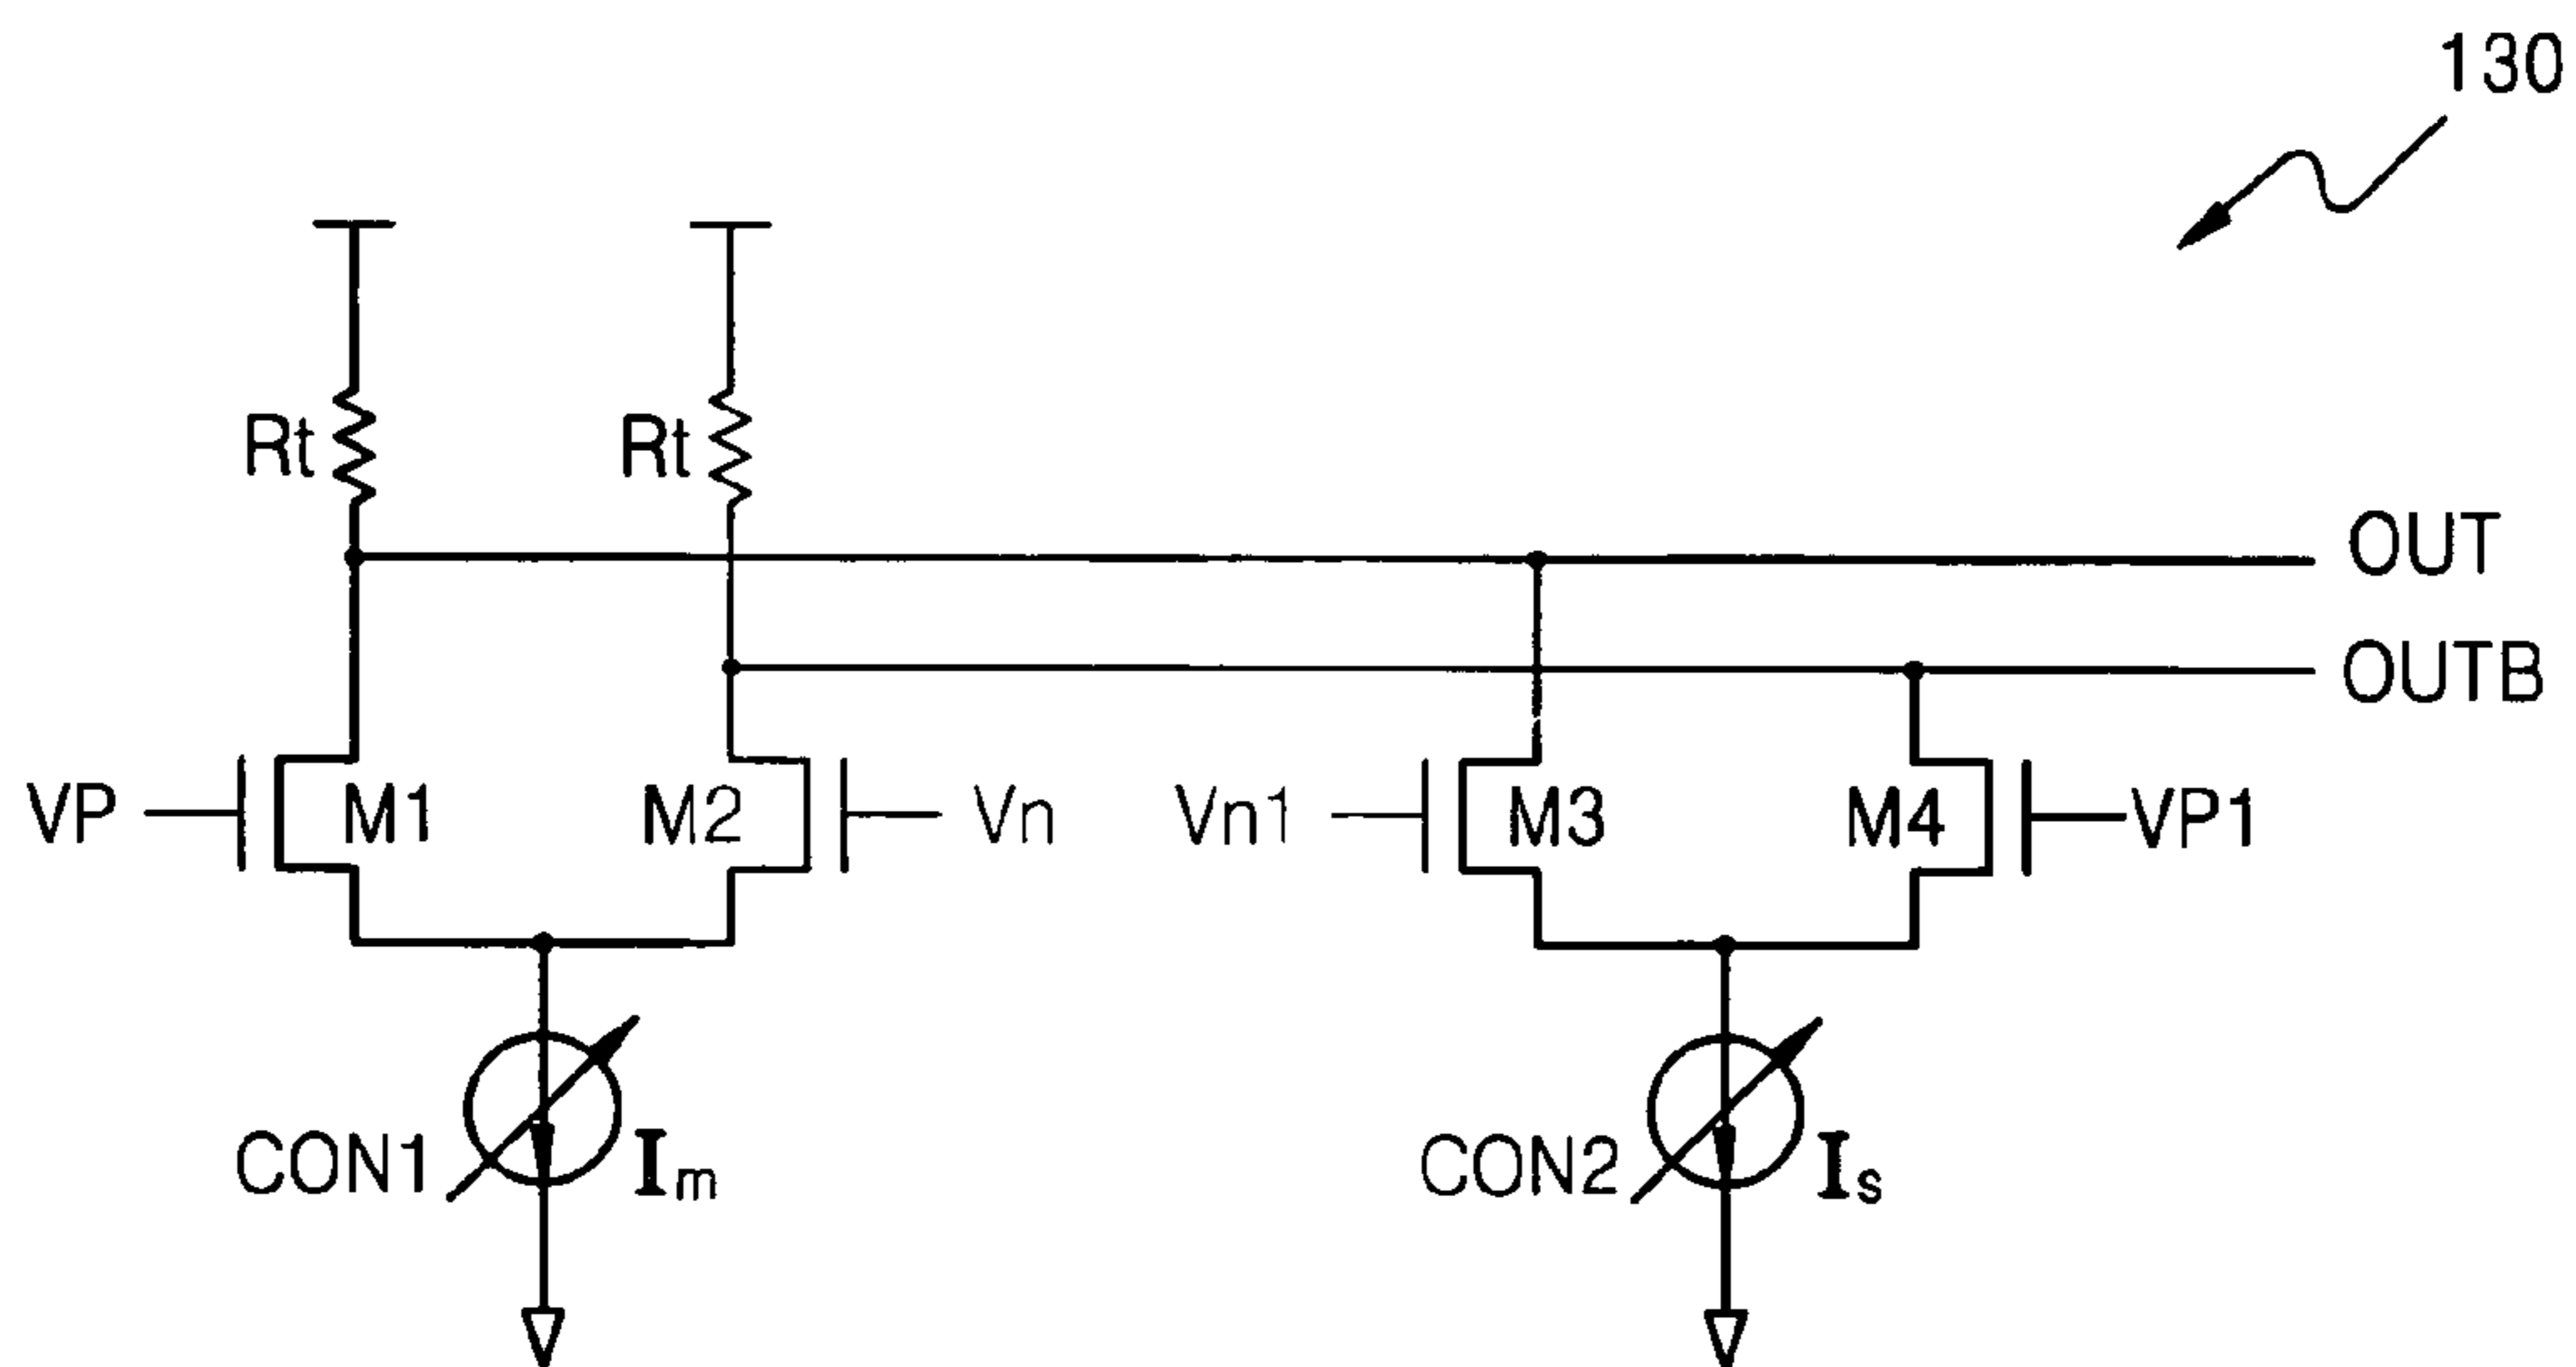 130
Rt Rt
OUT
OUTB
VP M1 M2 Vn Vn1 M3 M4 VP1
CON1 Im CON2 Is